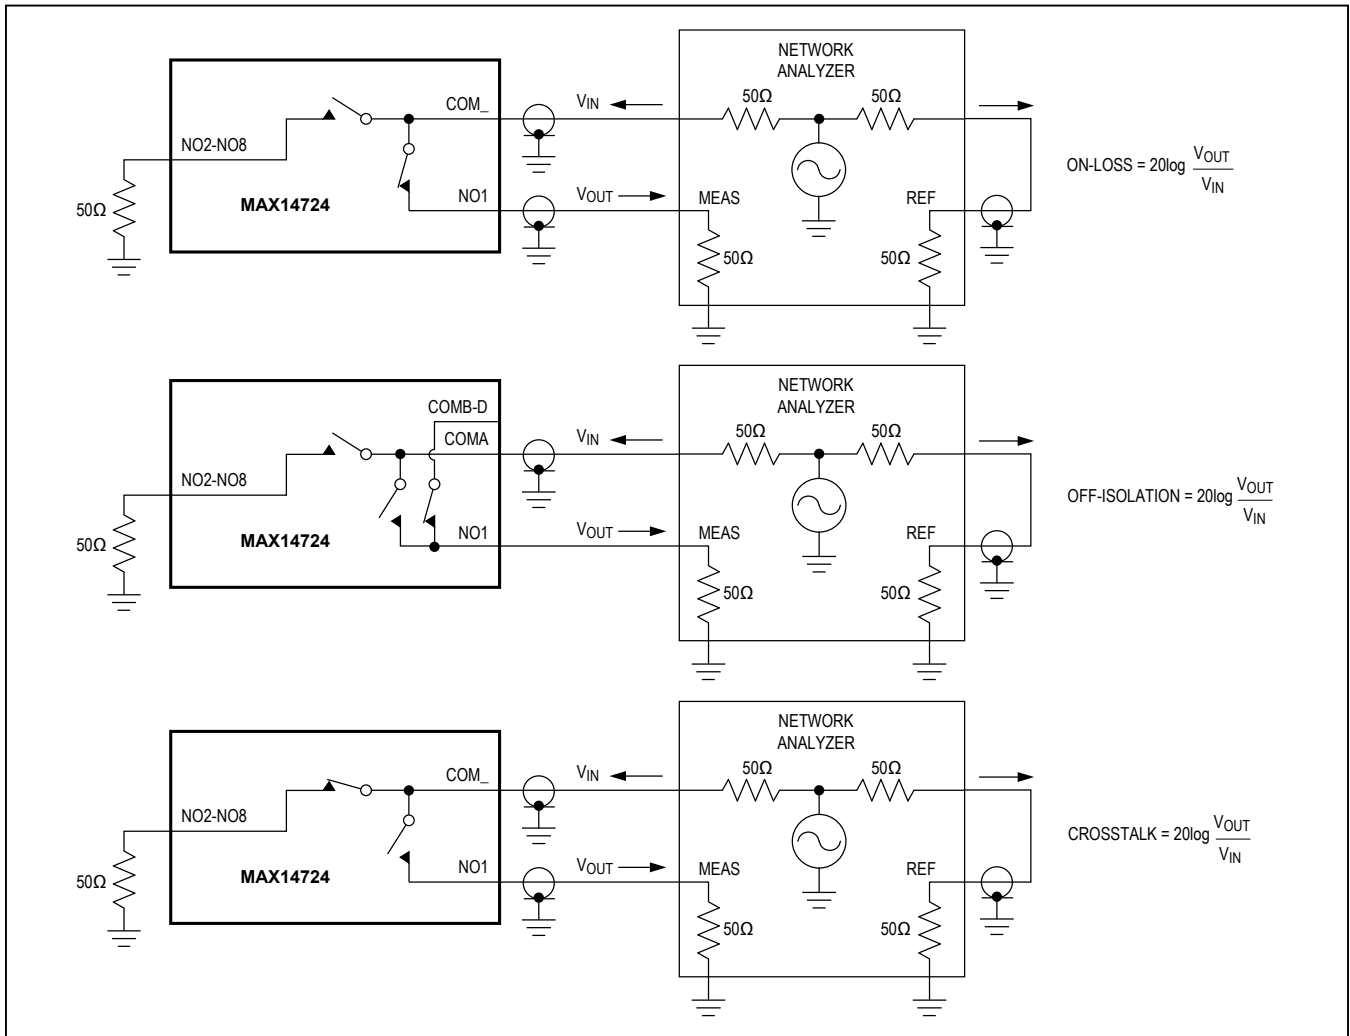 NETWORK
ANALYZER
50Ω
50Ω
COM_
VIN
NO2-NO8
50Ω
MAX14724
NO1
VOUT
MEAS
REF
50Ω
50Ω
ON-LOSS = 20log VOUT
VIN
NETWORK
ANALYZER
50Ω
50Ω
COMB-D
COMA
VIN
NO2-NO8
50Ω
MAX14724
NO1
VOUT
MEAS
REF
50Ω
50Ω
OFF-ISOLATION = 20log VOUT
VIN
NETWORK
ANALYZER
50Ω
50Ω
COM_
VIN
NO2-NO8
50Ω
MAX14724
NO1
VOUT
MEAS
REF
50Ω
50Ω
CROSSTALK = 20log VOUT
VIN